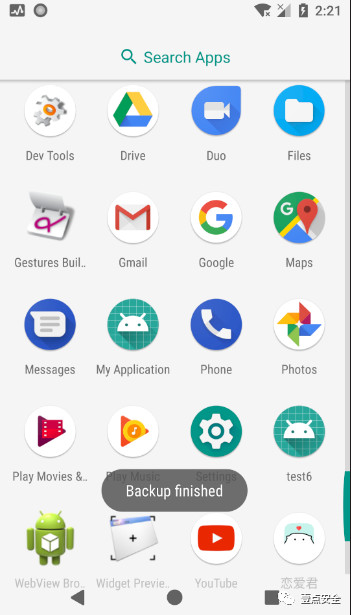 2:21
Search Apps
Dev Tools
Drive
Duo
Files
Gestures Buil..
Gmail
Google
Maps
Messages
My Application
Phone
Photos
Play Movies &..
Play Music
Settings
test6
Backup finished
WebView Bro..
Widget Previe..
YouTube
恋爱君
壹点安全